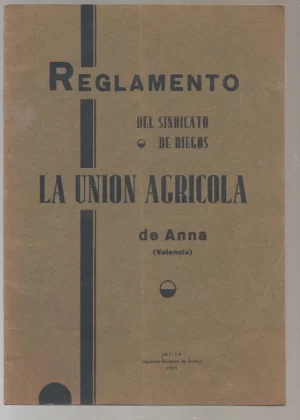 REGLAMENTO
DEL SINDICATO
DE RIEGOS
LA UNION AGRICOLA
de Anna
(Valencia)
JATIVA